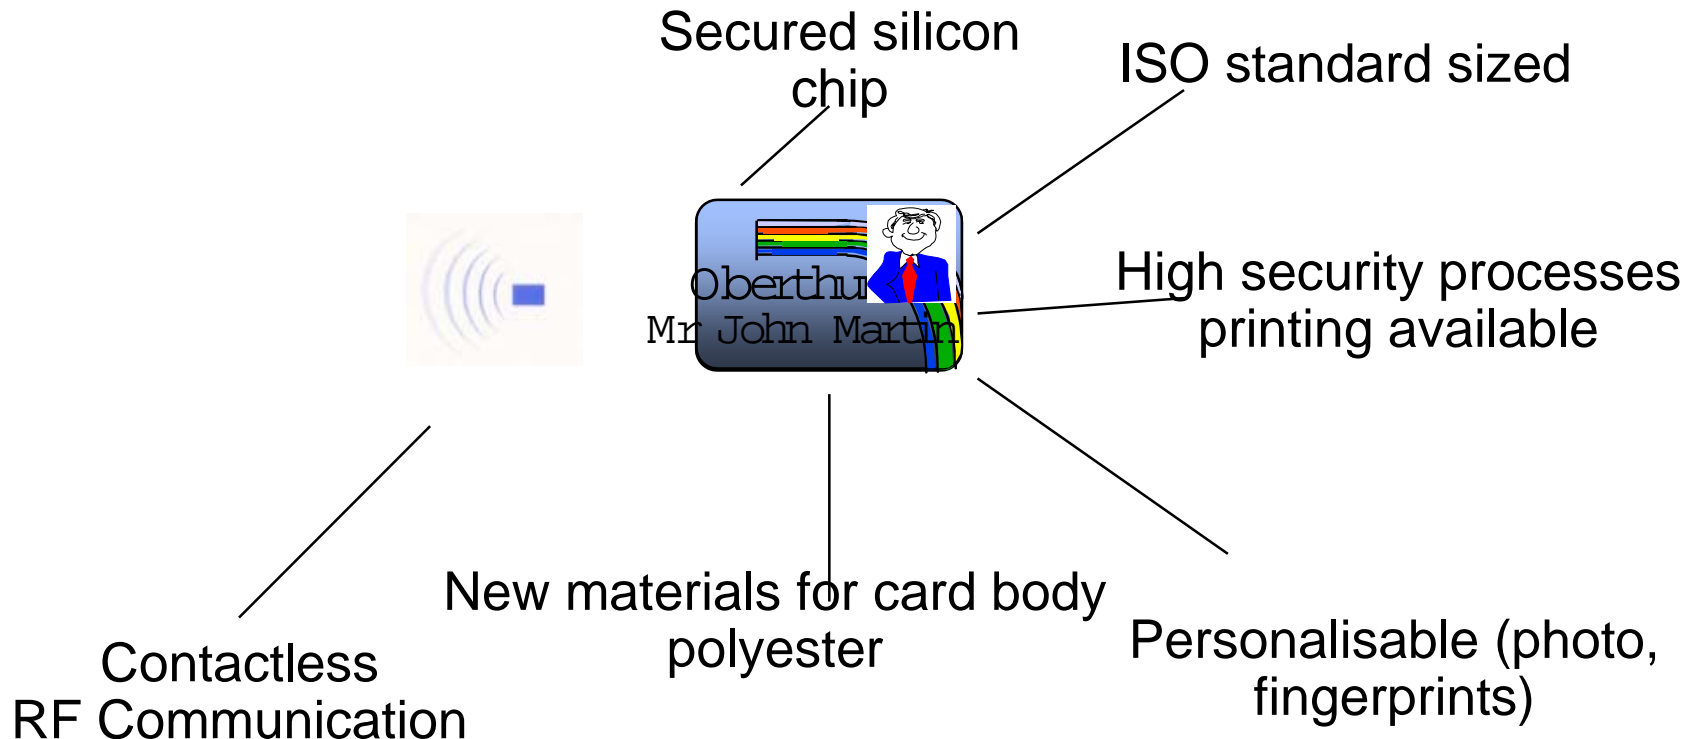 Secured silicon
chip
ISO standard sized
Oberthur
Mr John Martin
High security processes
printing available
New materials for card body
polyester
Contactless
RF Communication
Personalisable (photo,
fingerprints)